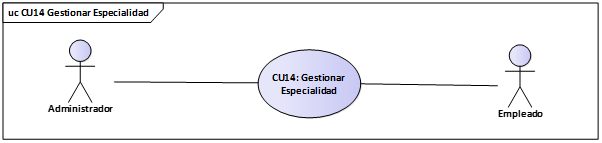 uc CU14 Gestionar Especialidad
CU14: Gestionar
Especialidad
Administrador
Empleado